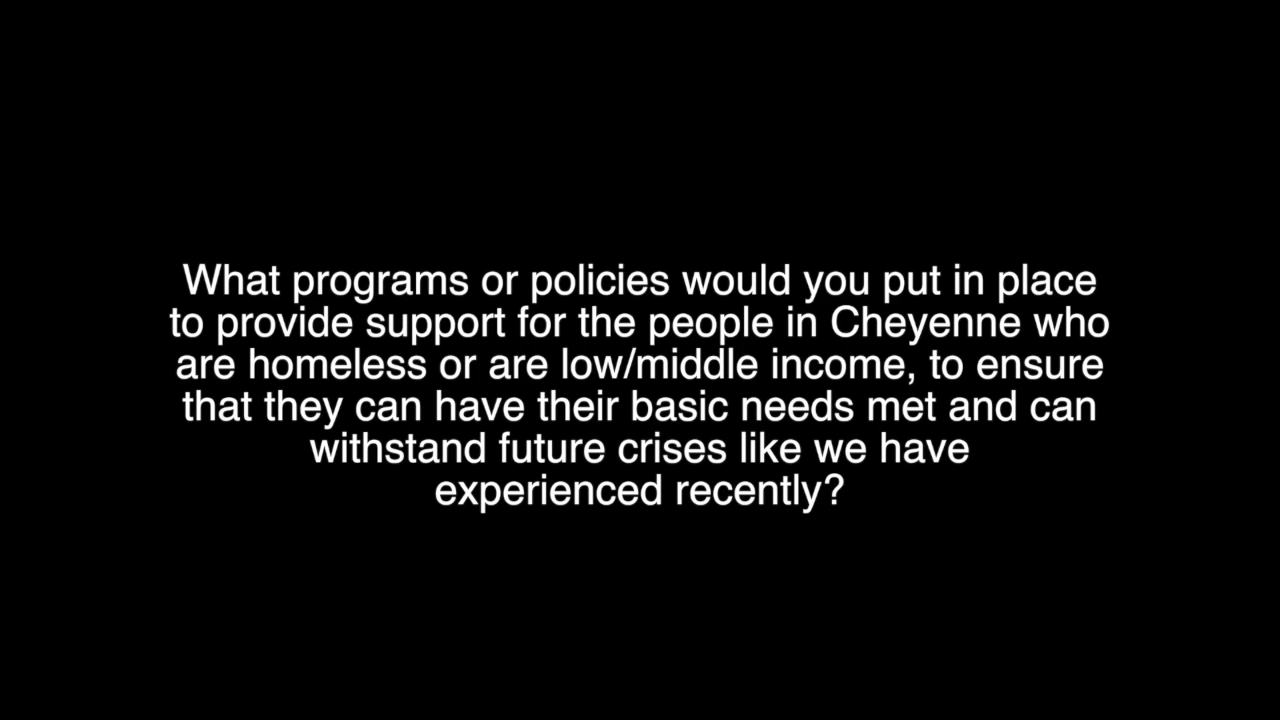 What programs or policies would you put in place
to provide support for the people in Cheyenne who
are homeless or are low/middle income, to ensure
that they can have their basic needs met and can
withstand future crises like we have
experienced recently?